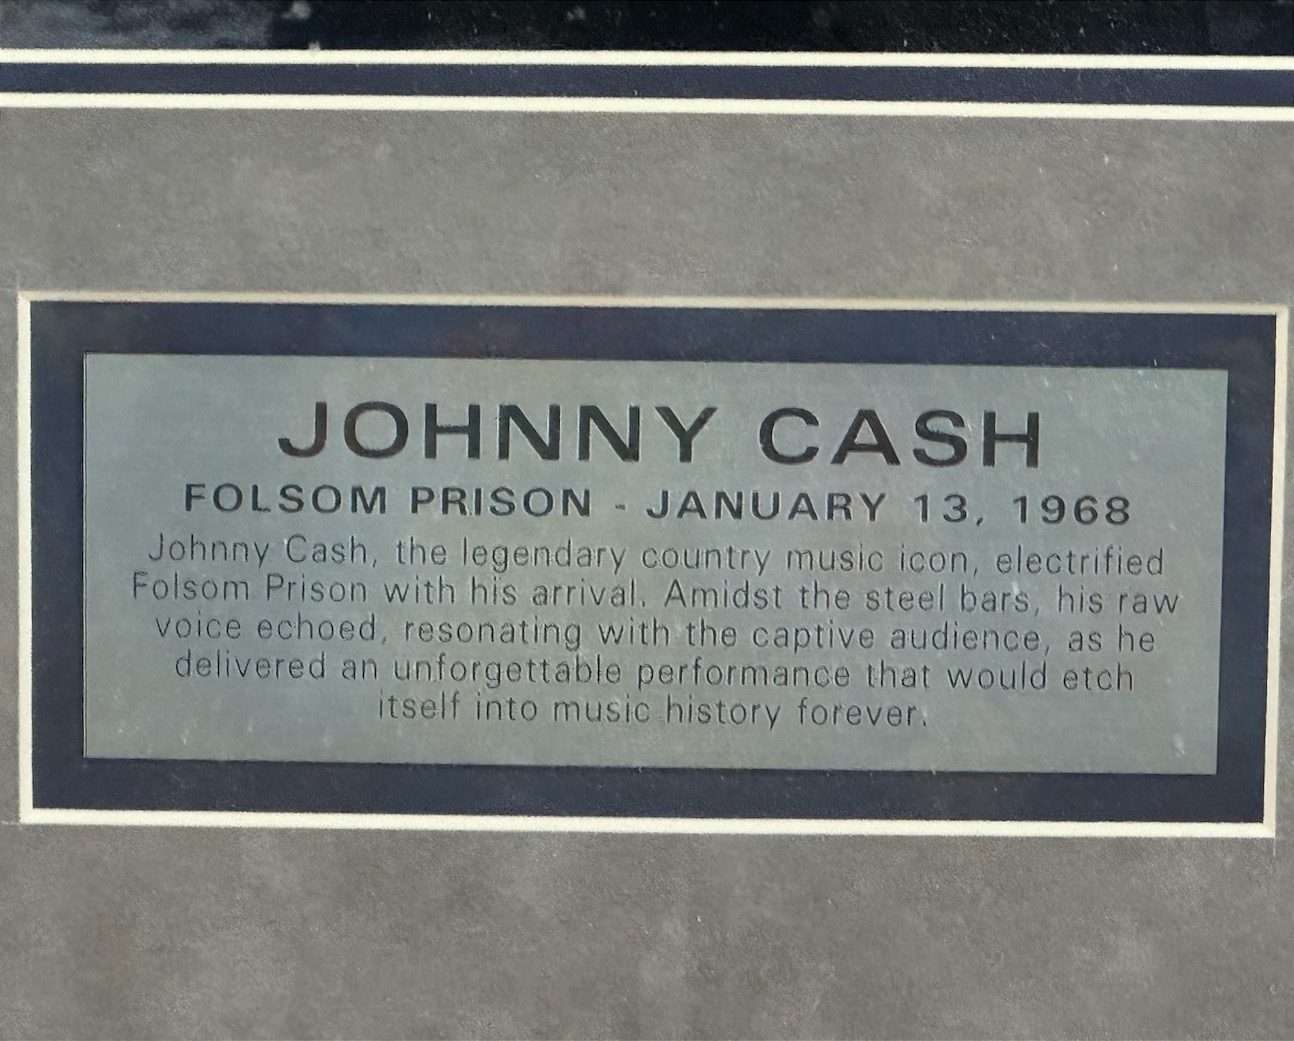 JOHNNY CASH
FOLSOM PRISON - JANUARY 13, 1968
Johnny Cash, the legendary country music icon, electrified
Folsom Prison with his arrival. Amidst the steel bars, his raw
voice echoed, resonating with the captive audience, as he
delivered an unforgettable performance that would etch
itself into music history forever.